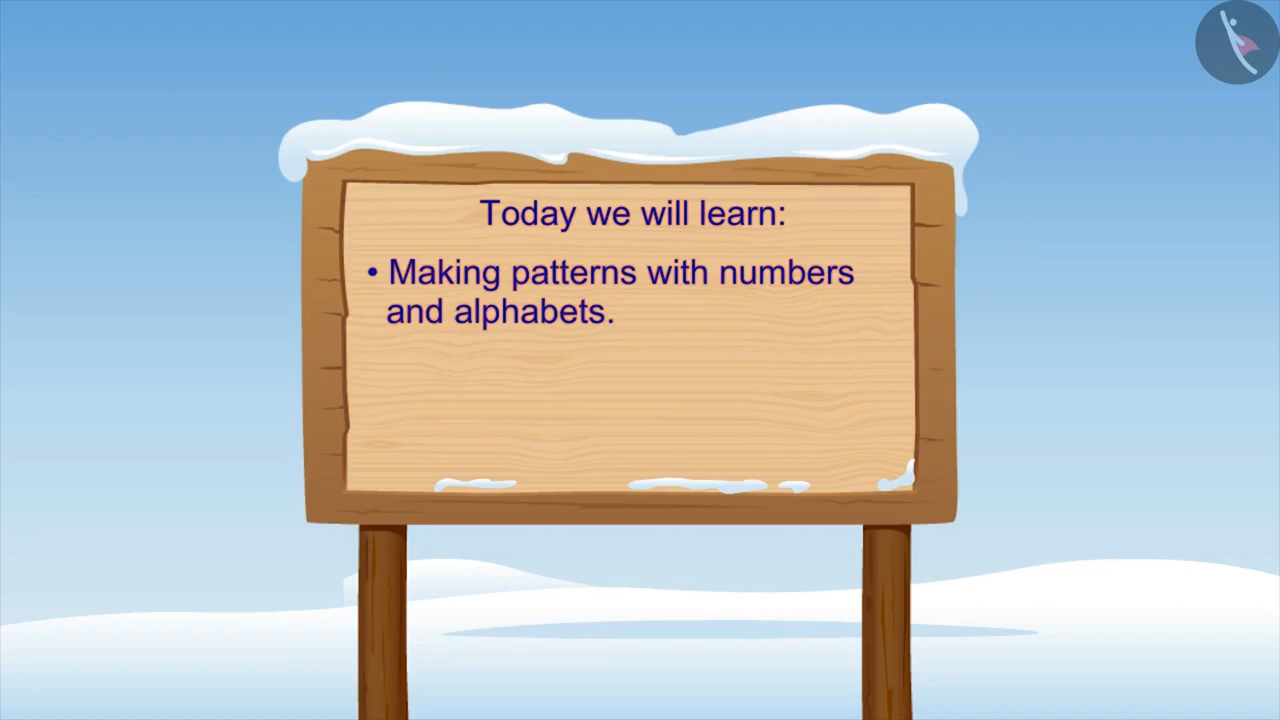 Today we will learn:
• Making patterns with numbers
and alphabets.